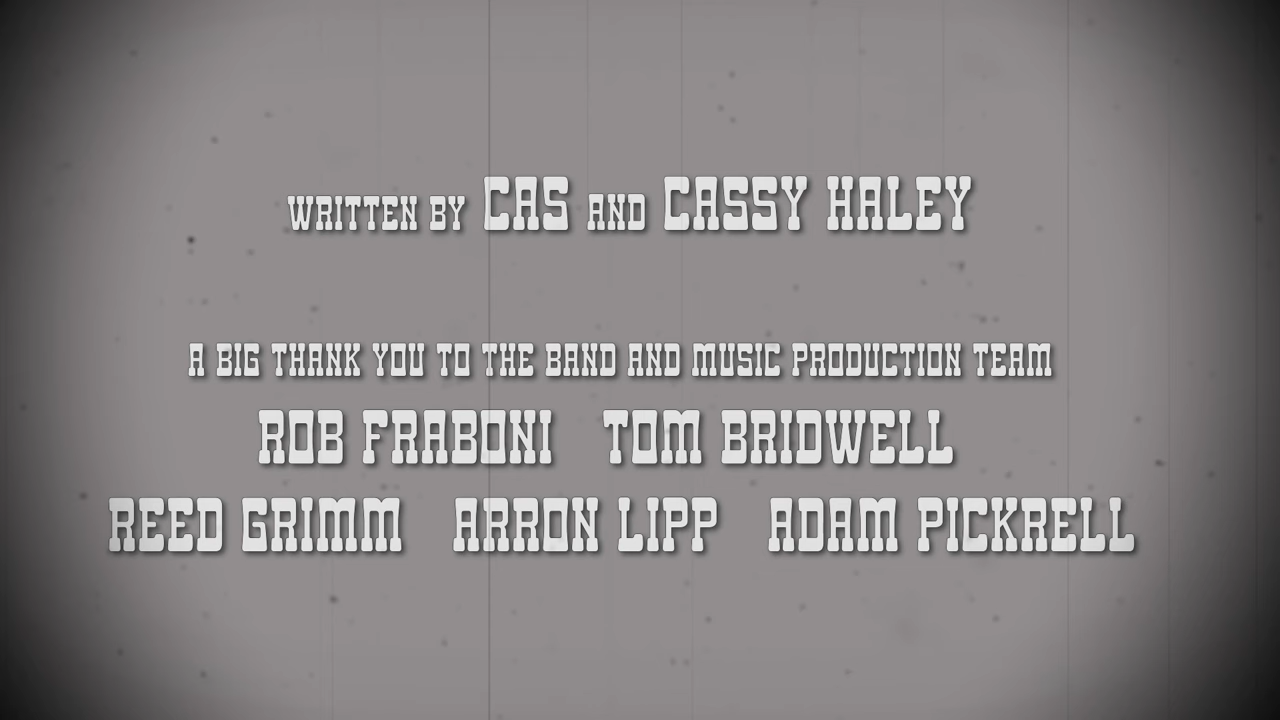 WRITTEN BY CAS AND CASSY HALEY
A BIG THANK YOU TO THE BAND AND MUSIC PRODUCTION TEAM
ROB FRABONI TOM BRIDWELL
REED GRIMM ARRON LIPP ADAM PICKRELL